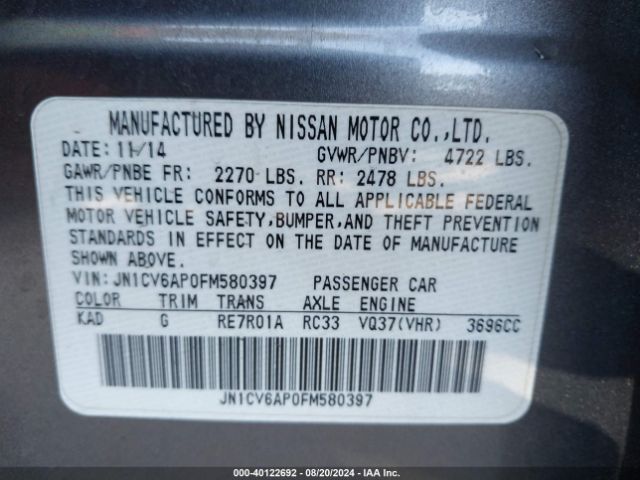 MANUFACTURED BY NISSAN MOTOR CO.,LTD.
DATE: 11/14 GVWR/PNBV: 4722 LBS.
GAWR/PNBE FR: 2270 LBS. RR: 2478 LBS.
THIS VEHICLE CONFORMS TO ALL APPLICABLE FEDERAL
MOTOR VEHICLE SAFETY,BUMPER,AND THEFT PREVENTION
STANDARDS IN EFFECT ON THE DATE OF MANUFACTURE
SHOWN ABOVE.
VIN: JN1CV6AP0FM580397 PASSENGER CAR
COLOR TRIM TRANS AXLE ENGINE
KAD G RE7R01A RC33 VQ37(VHR) 3696CC
JN1CV6AP0FM580397
000-40122692 - 08/20/2024 - IAA Inc.